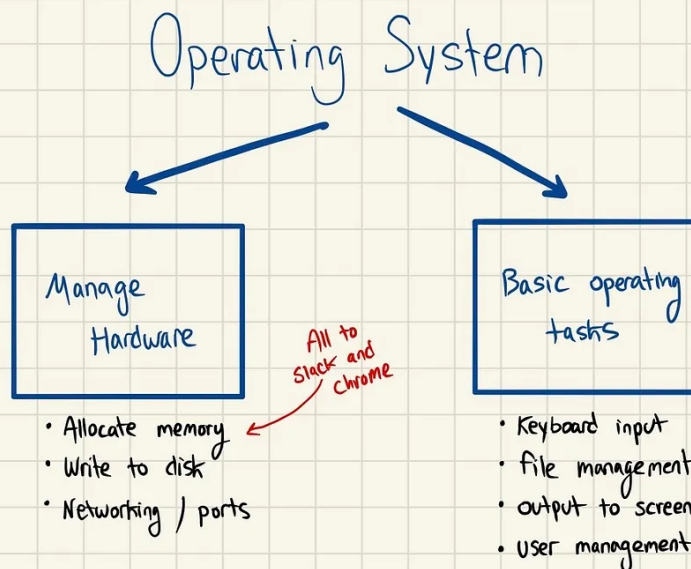 Operating System
Manage
Hardware
All to
slack and
chrome
• Allocate memory
• Write to disk
• Networking / ports
Basic operating
tasks
• Keyboard input
• file management
• output to screen
• user management